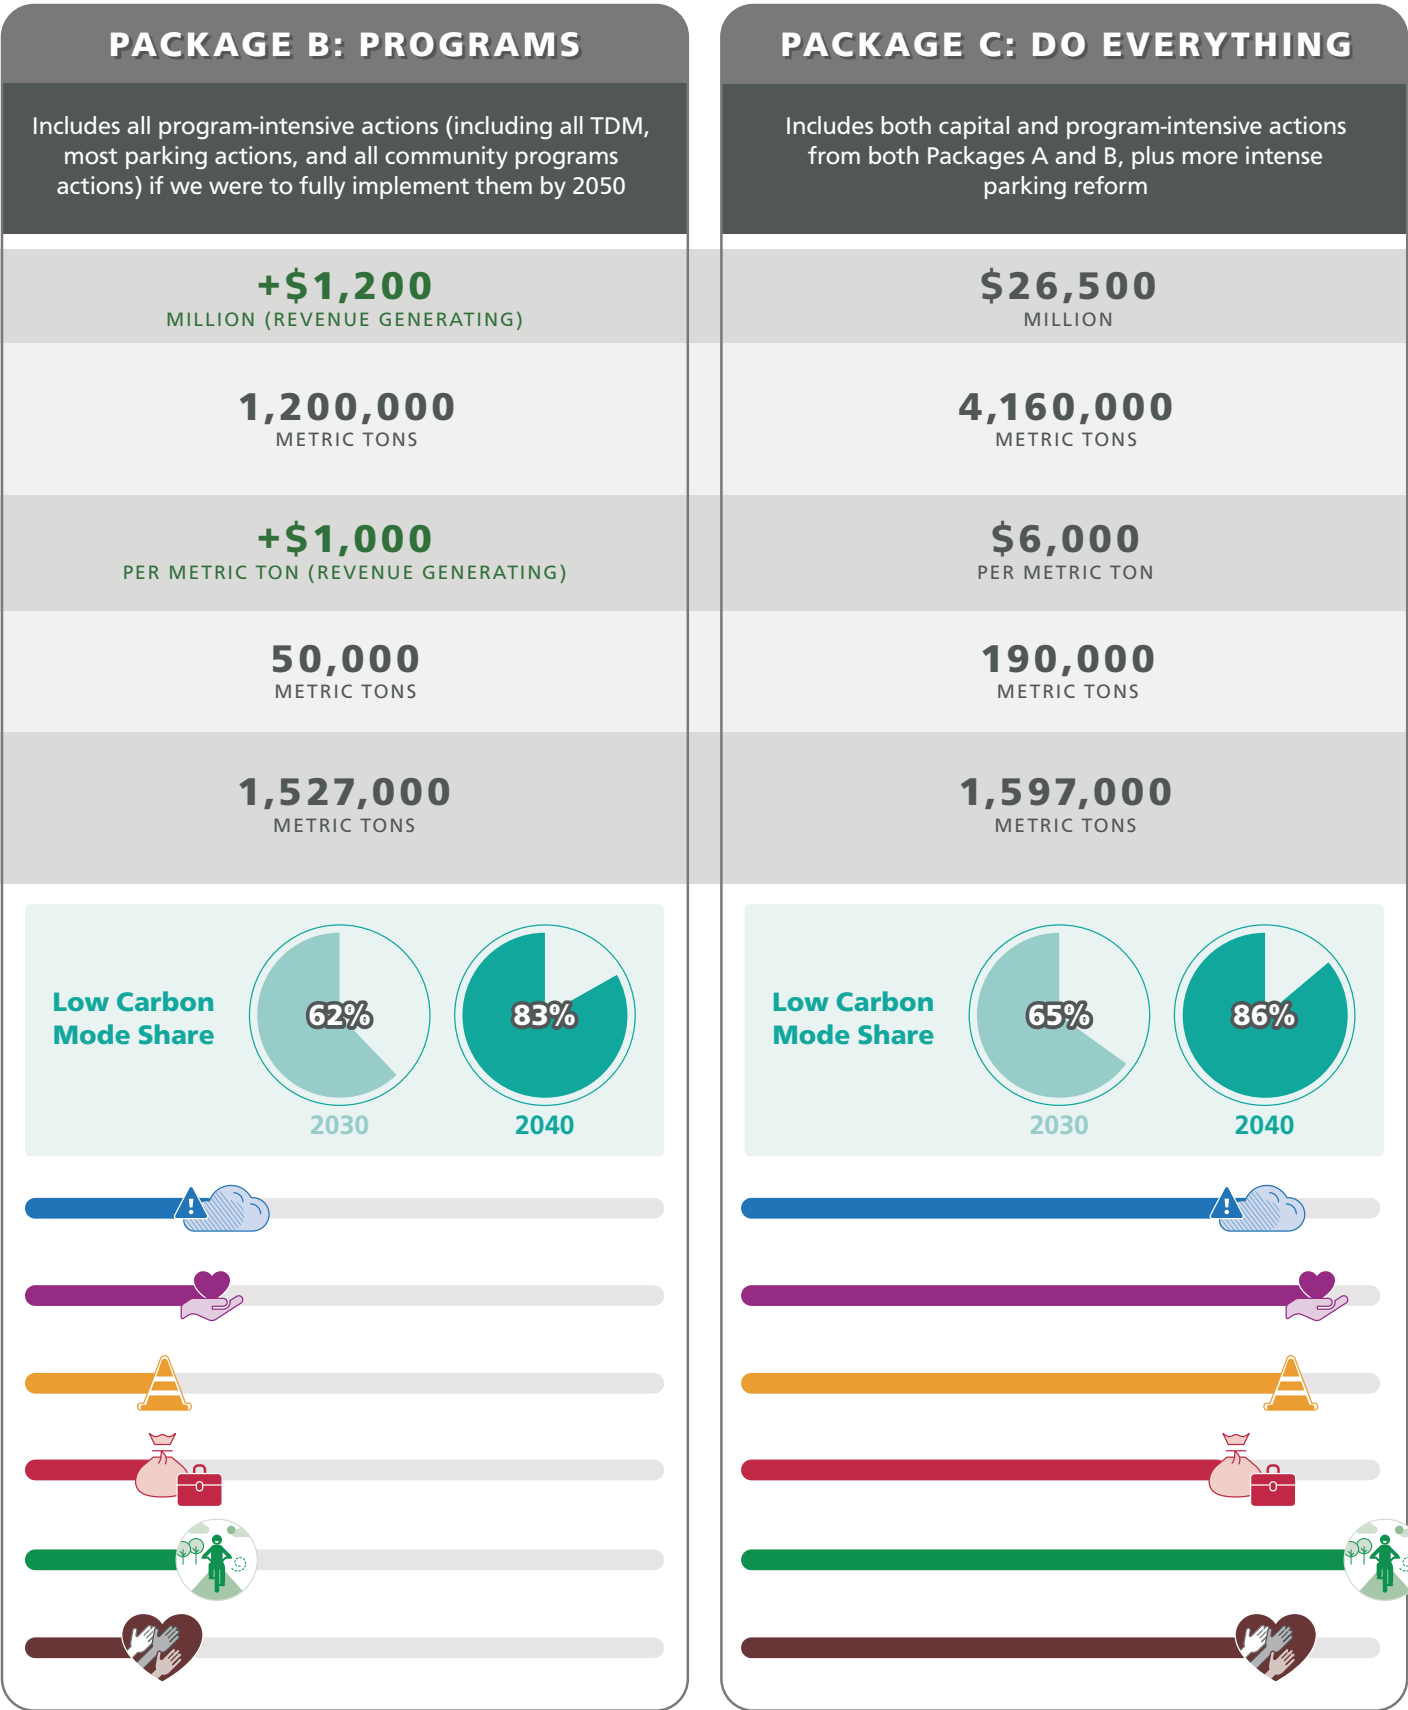 PACKAGE B: PROGRAMS
Includes all program-intensive actions (including all TDM,
most parking actions, and all community programs
actions) if we were to fully implement them by 2050
+$1,200
MILLION (REVENUE GENERATING)
1,200,000
METRIC TONS
+$1,000
PER METRIC TON (REVENUE GENERATING)
50,000
METRIC TONS
1,527,000
METRIC TONS
Low Carbon
Mode Share
62%
83%
2030
2040
PACKAGE C: DO EVERYTHING
Includes both capital and program-intensive actions
from both Packages A and B, plus more intense
parking reform
$26,500
MILLION
4,160,000
METRIC TONS
$6,000
PER METRIC TON
190,000
METRIC TONS
1,597,000
METRIC TONS
Low Carbon
Mode Share
65%
86%
2030
2040